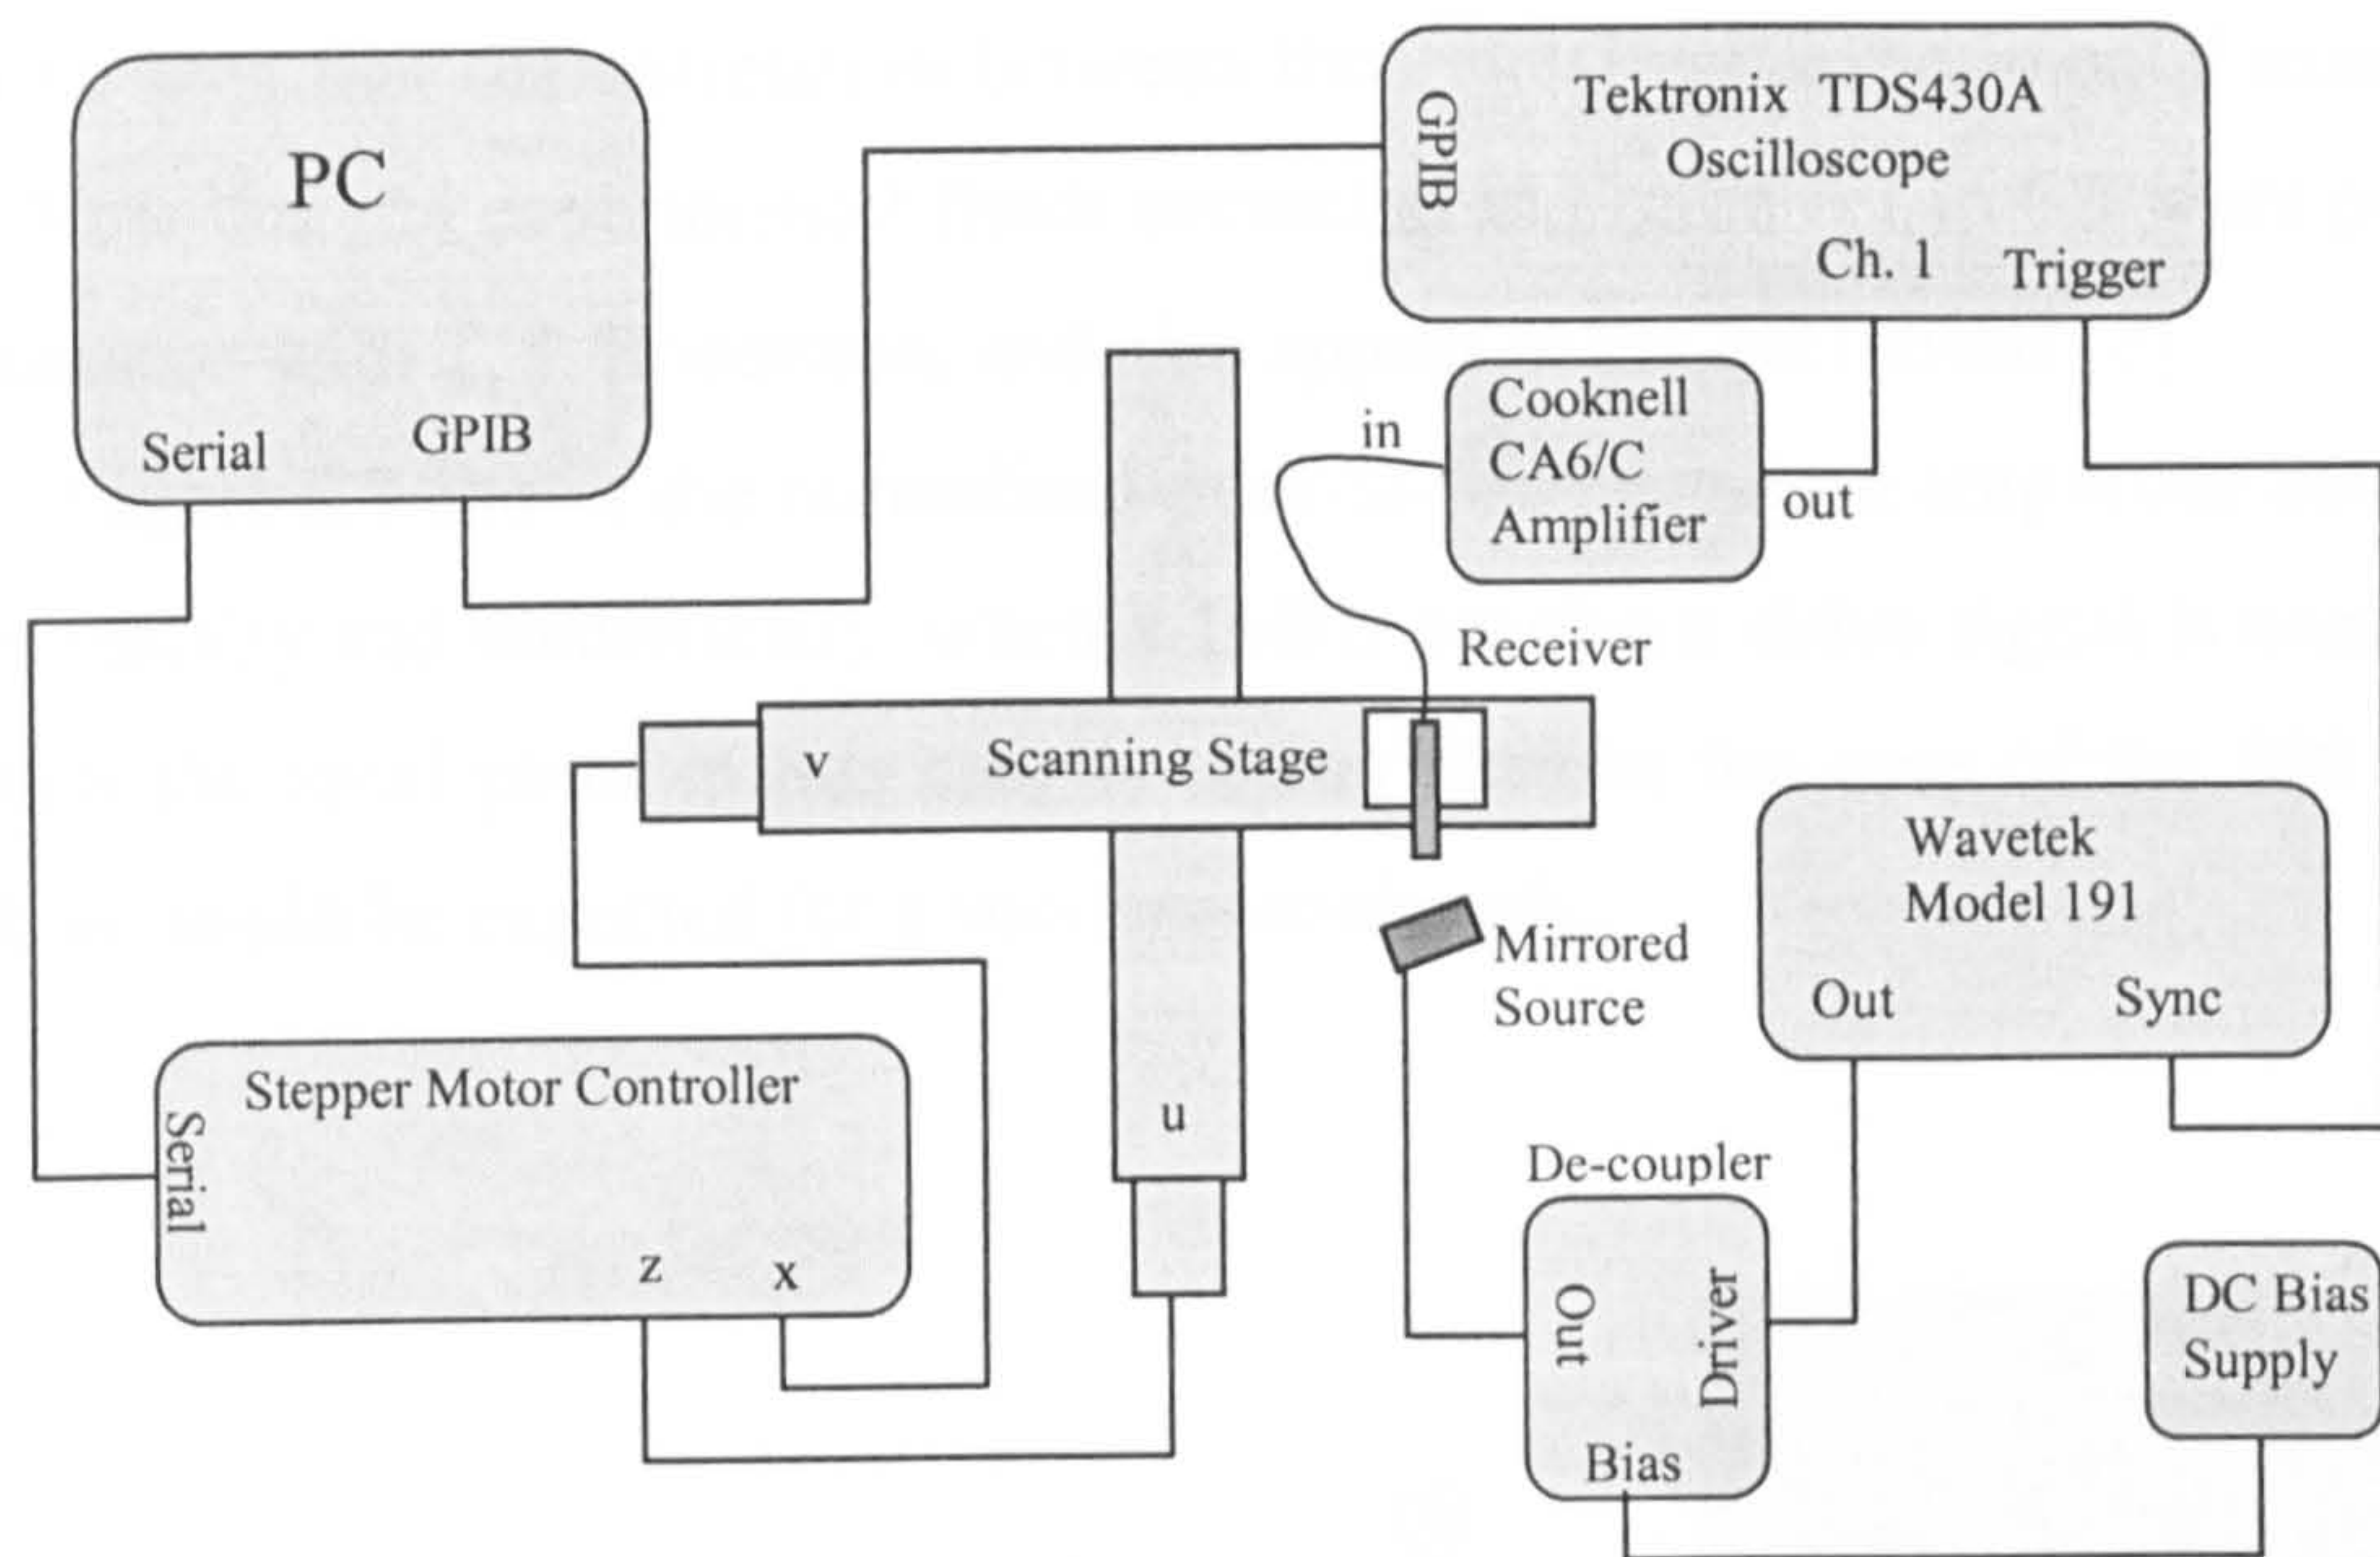 PC
Serial
GPIB
GPIB
Tektronix TDS430A
Oscilloscope
Ch. 1
Trigger
in
Cooknell
CA6/C
Amplifier
out
Receiver
v
Scanning Stage
Mirrored
Source
u
Wavetek
Model 191
Out
Sync
Stepper Motor Controller
Serial
z
x
De-coupler
Out
Driver
Bias
DC Bias
Supply